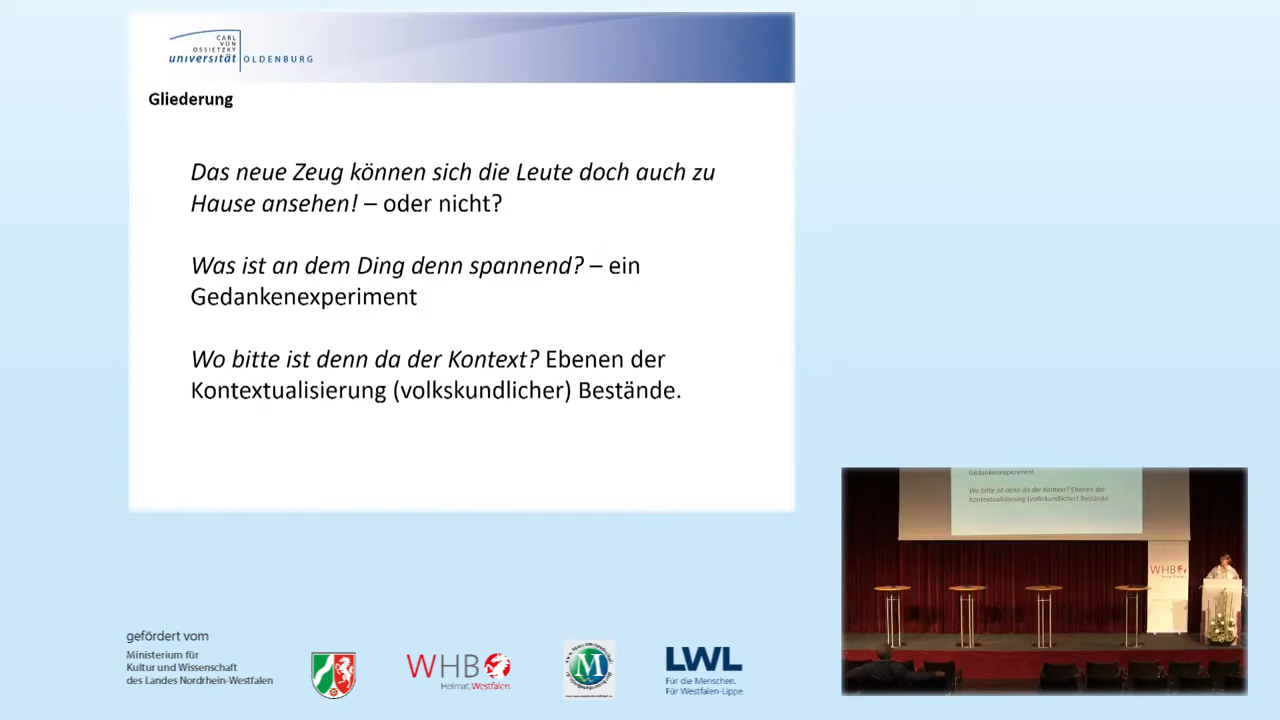 CARL
VON
OSSIETZKY
universität OLDENBURG
Gliederung
Das neue Zeug können sich die Leute doch auch zu
Hause ansehen! – oder nicht?
Was ist an dem Ding denn spannend? – ein
Gedankenexperiment
Wo bitte ist denn da der Kontext? Ebenen der
Kontextualisierung (volkskundlicher) Bestände.
Gedankenexperiment
Wo bitte ist denn da der Kontext? Ebenen der
Kontextualisierung (volkskundlicher) Bestände.
WHB
gefördert vom
Ministerium für
Kultur und Wissenschaft
des Landes Nordrhein-Westfalen
WHB
Heimat. Westfalen.
M
LWL
Für die Menschen.
Für Westfalen-Lippe